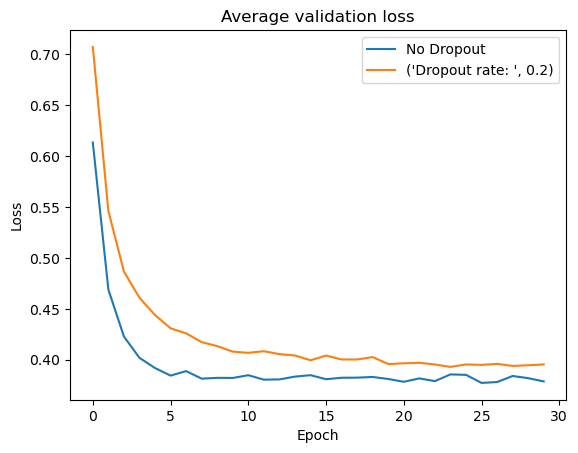 Average validation loss
No Dropout
('Dropout rate: ', 0.2)
0.70
0.65
0.60
0.55
0.50
0.45
0.40
Loss
0 5 10 15 20 25 30
Epoch